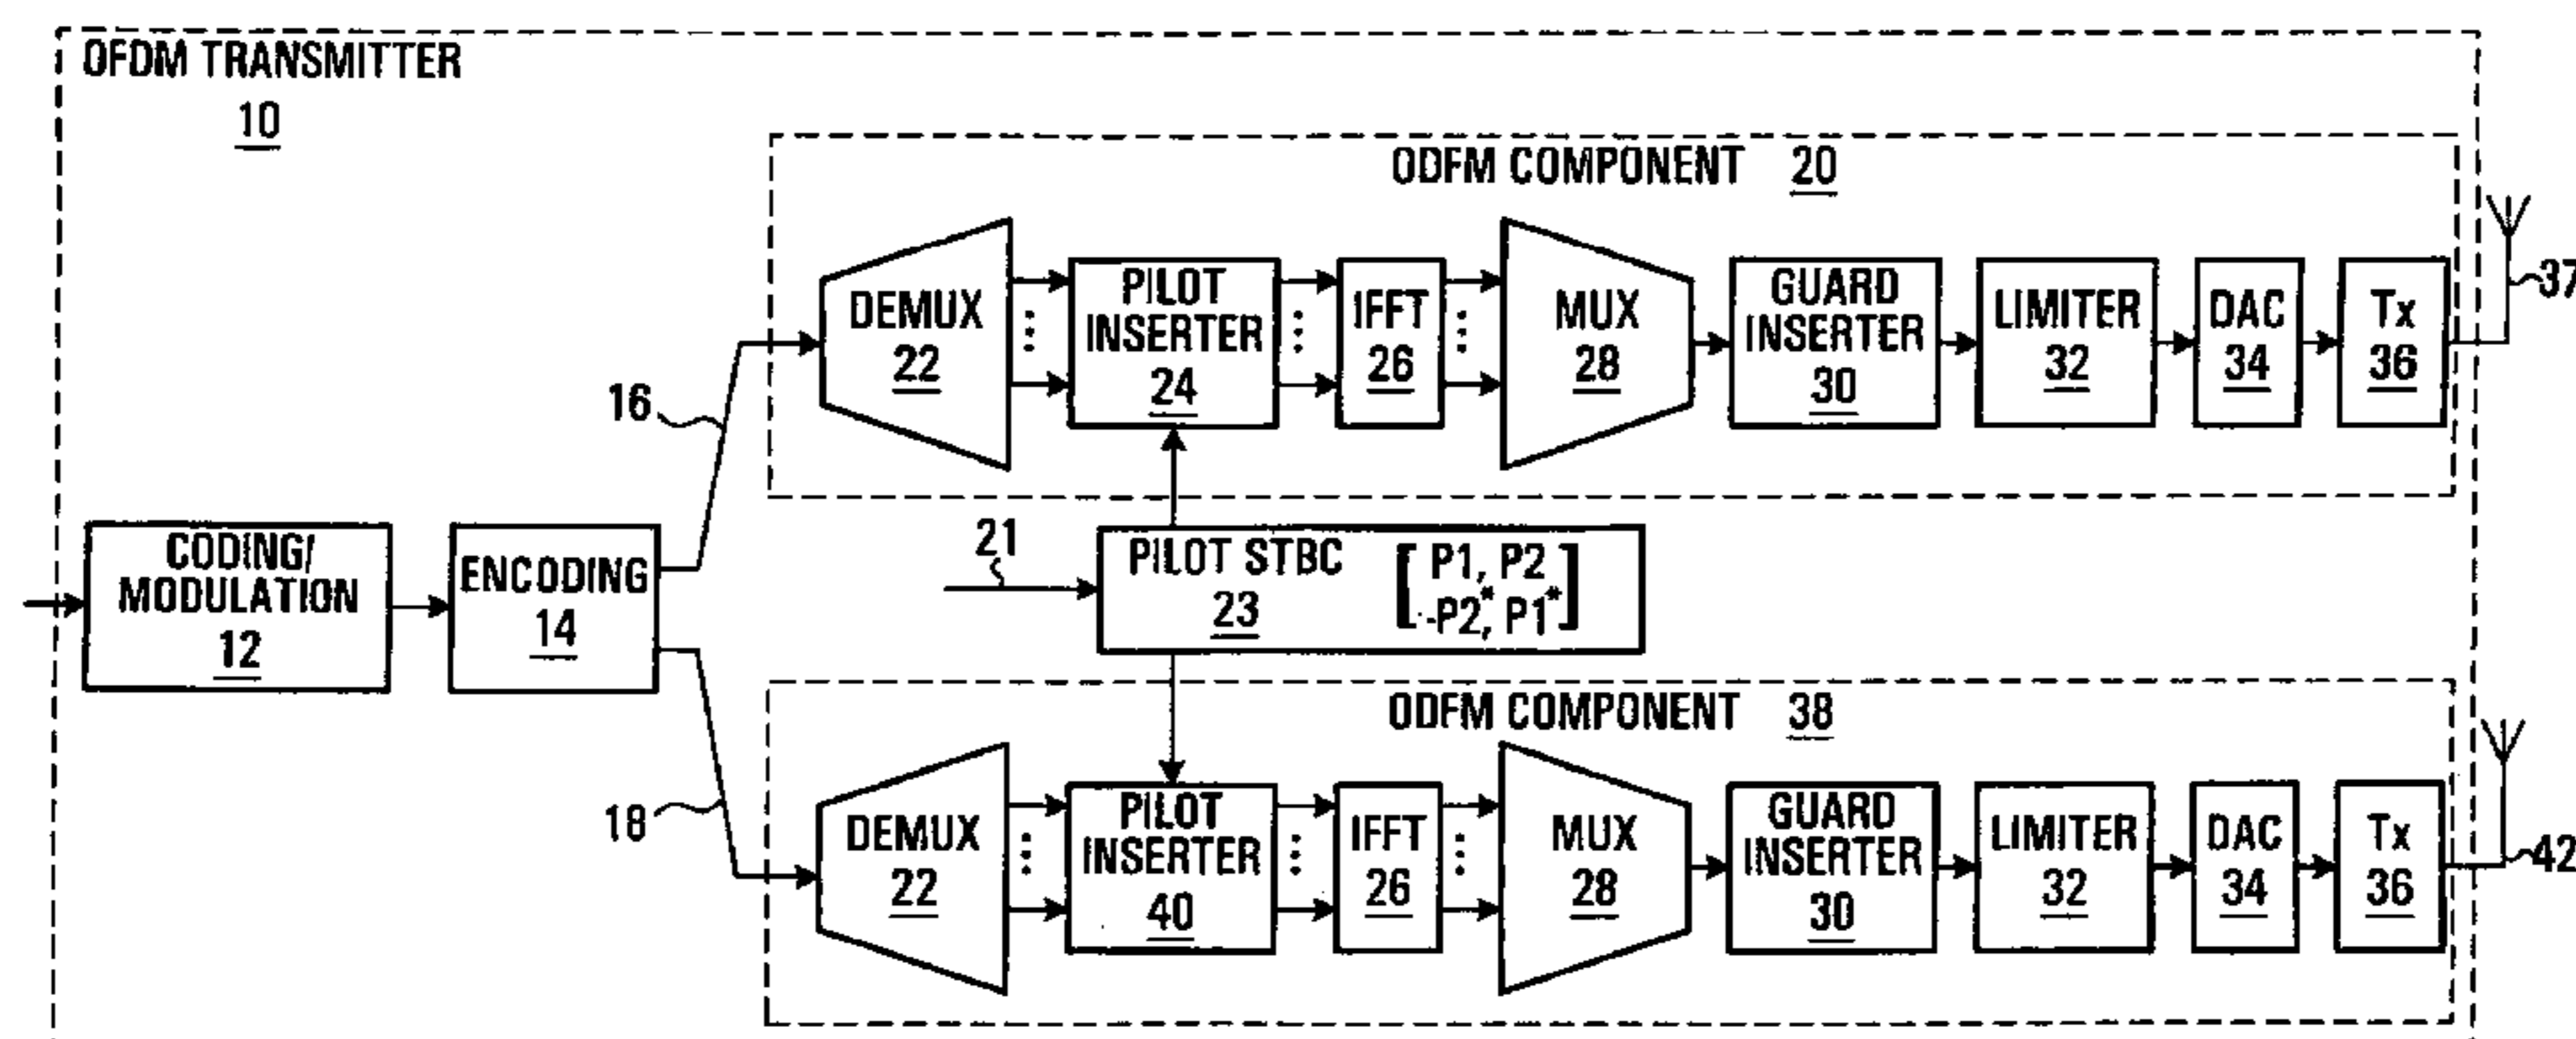 OFDM TRANSMITTER
10
ODFM COMPONENT 20
DEMUX
22
PILOT
INSERTER
24
IFFT
26
MUX
28
GUARD
INSERTER
30
LIMITER
32
DAC
34
Tx
36
37
16
CODING/
MODULATION
12
ENCODING
14
21
PILOT STBC
23
[P1, P2
-P2*, P1*]
18
ODFM COMPONENT 38
DEMUX
22
PILOT
INSERTER
40
IFFT
26
MUX
28
GUARD
INSERTER
30
LIMITER
32
DAC
34
Tx
36
42